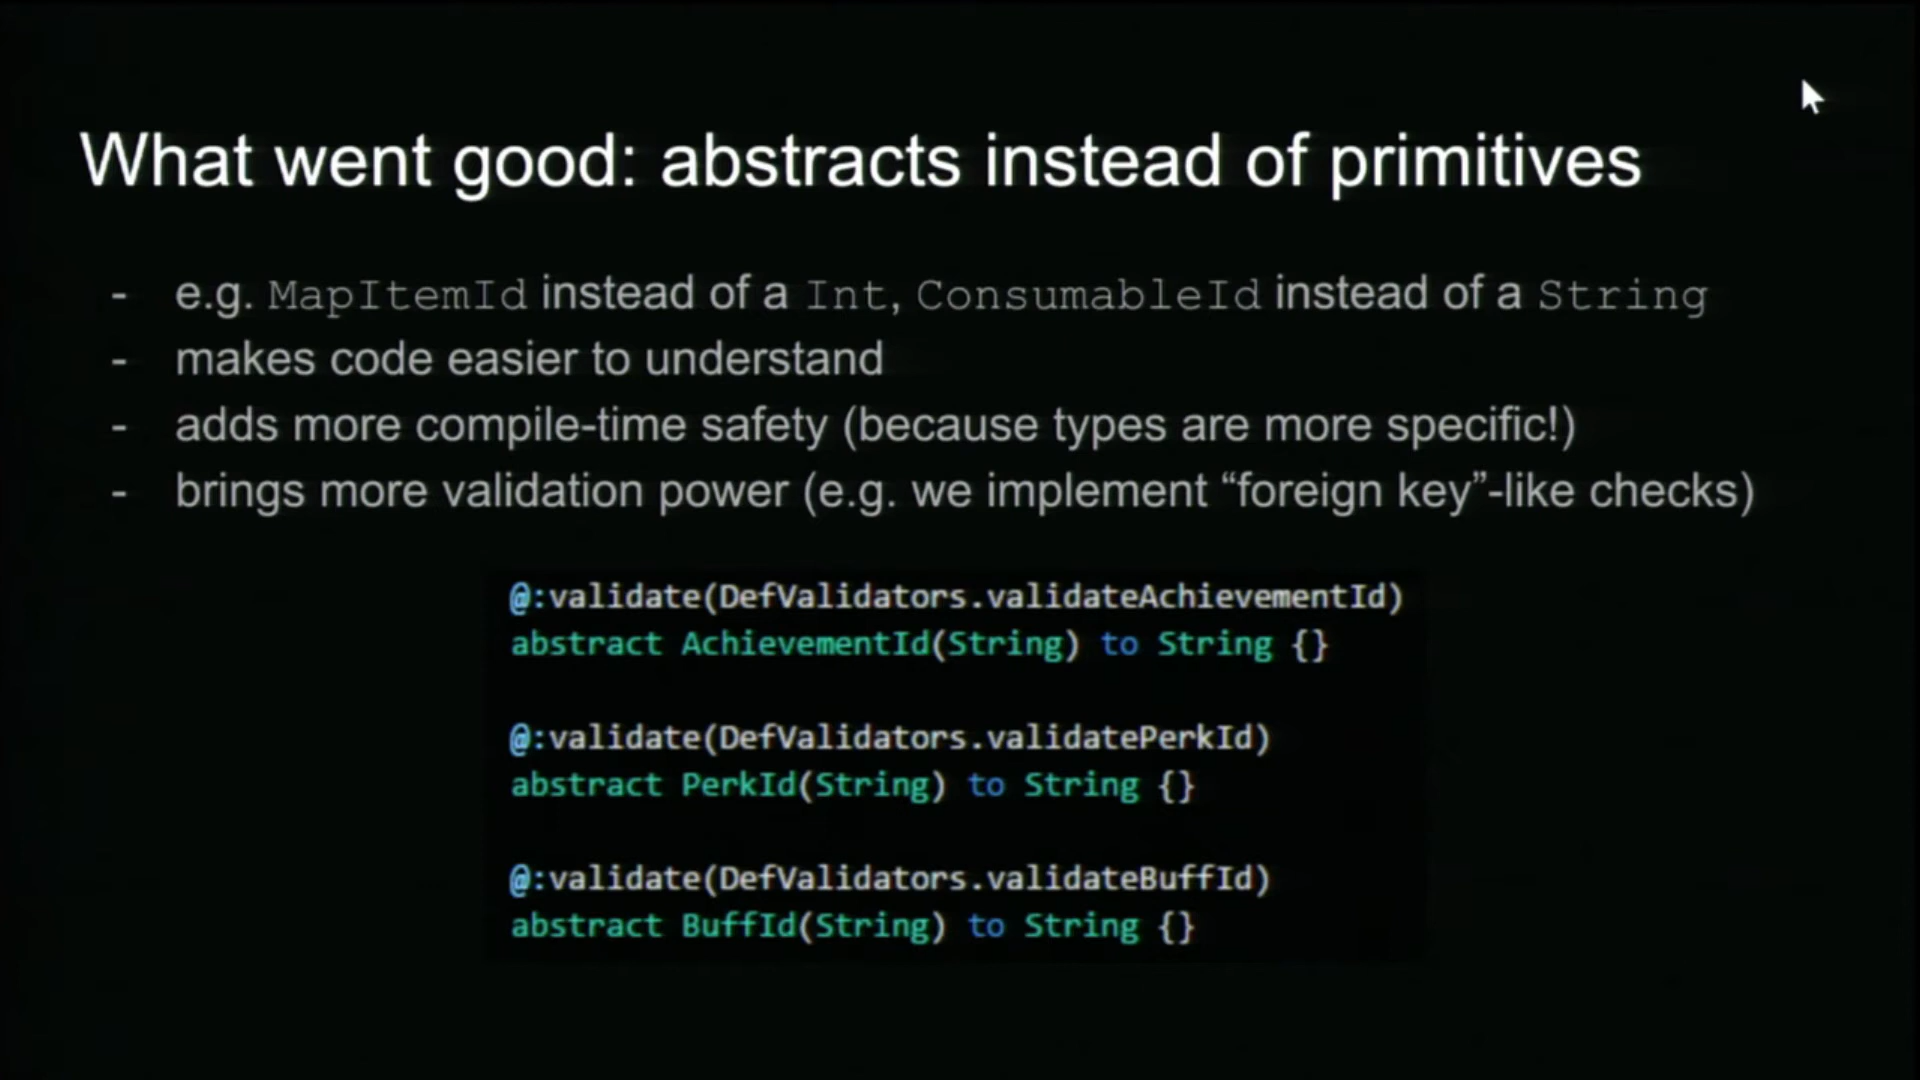 What went good: abstracts instead of primitives
- e.g. MapItemId instead of a Int, ConsumableId instead of a String
- makes code easier to understand
- adds more compile-time safety (because types are more specific!)
- brings more validation power (e.g. we implement “foreign key”-like checks)
@:validate(DefValidators.validateAchievementId)
abstract AchievementId(String) to String {}
@:validate(DefValidators.validatePerkId)
abstract PerkId(String) to String {}
@:validate(DefValidators.validateBuffId)
abstract BuffId(String) to String {}